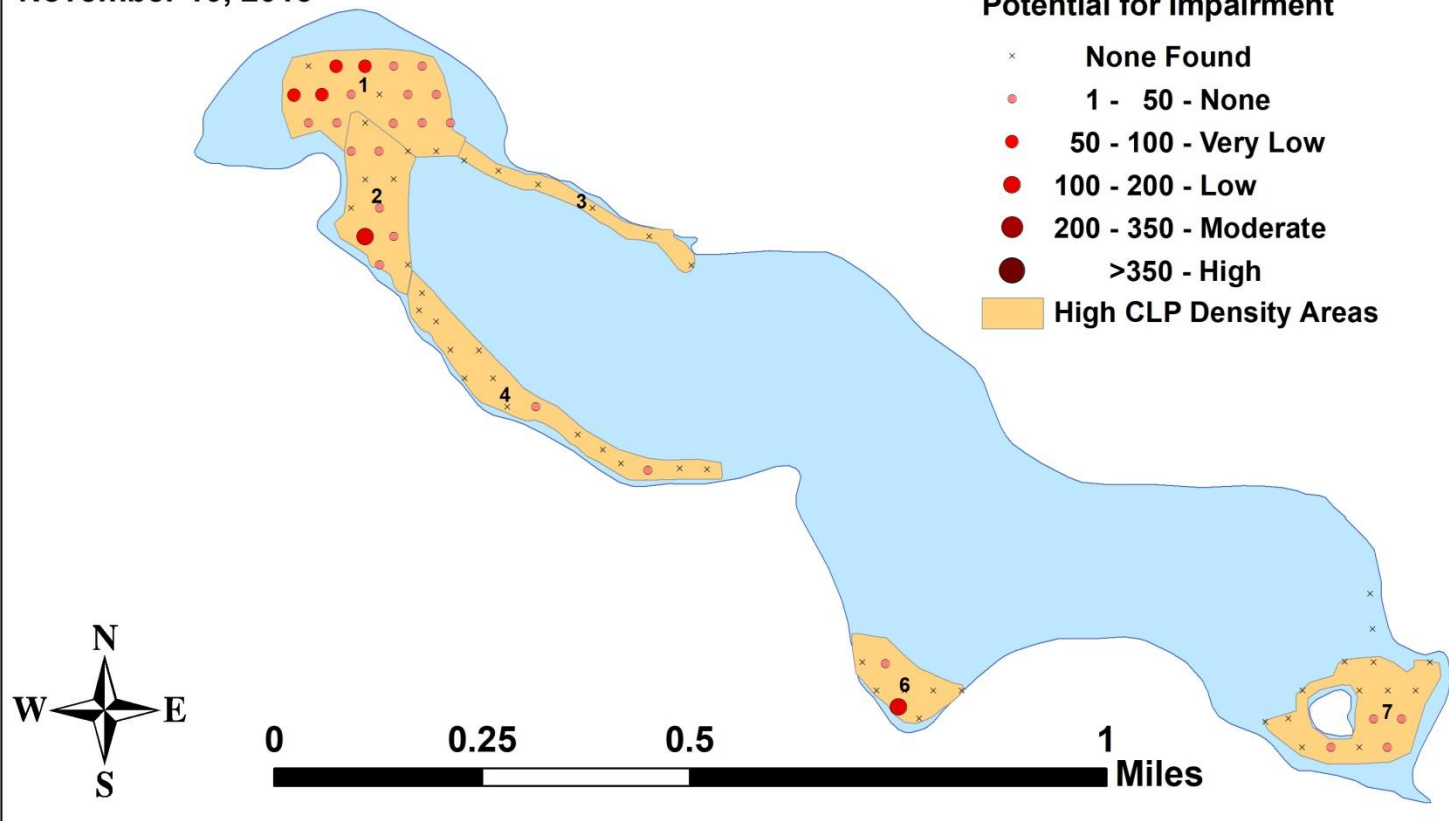 November
Potential for Impairment
None Found
1 - 50 - None
50 - 100 - Very Low
100 - 200 - Low
200 - 350 - Moderate
>350 - High
High CLP Density Areas
1
2
3
4
6
7
N
W E
S
0 0.25 0.5 1
Miles